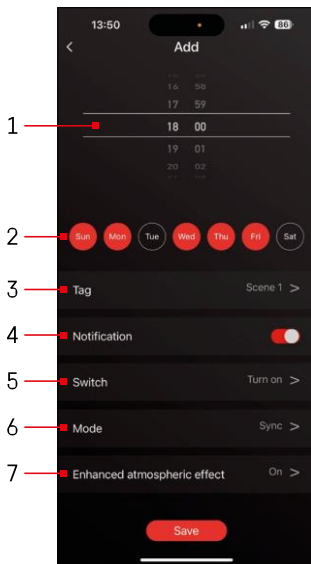 13:50 86
< Add
16 58
17 59
1 18 00
19 01
20 02
2 Sun Mon Tue Wed Thu Fri Sat
3 Tag Scene 1 >
4 Notification
5 Switch Turn on >
6 Mode Sync >
7 Enhanced atmospheric effect On >
Save